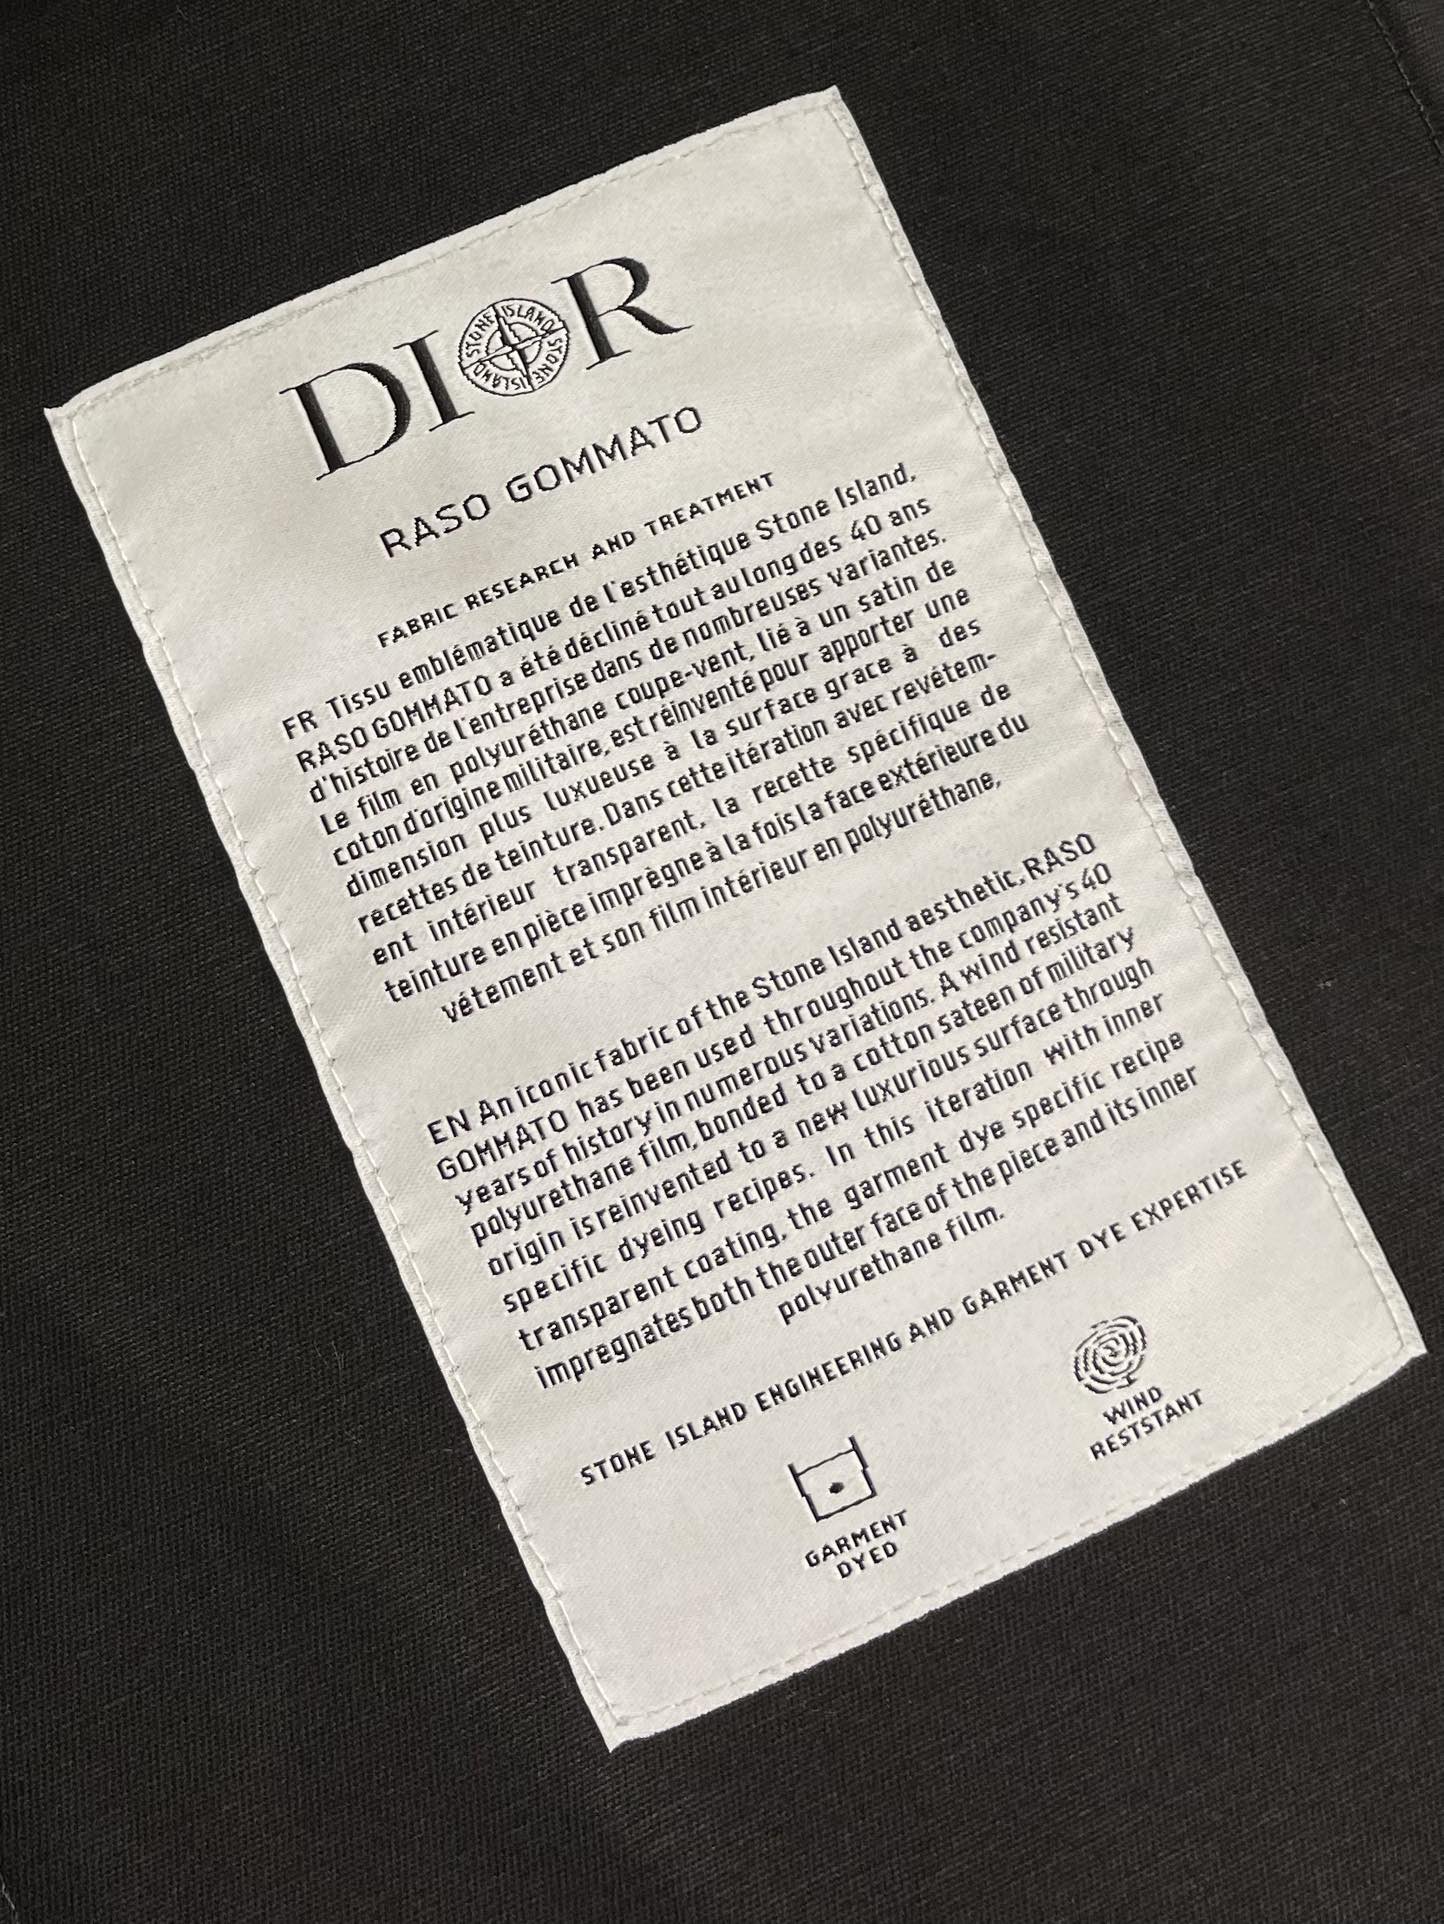 DIOR
STONE ISLAND STONE ISLAND
RASO GOMMATO
FABRIC RESEARCH AND TREATMENT
FR Tissu emblématique de l'esthétique Stone Island,
RASO GOMMATO a été décliné tout au long des 40 ans
d'histoire de l'entreprise dans de nombreuses variantes.
Le film en polyuréthane coupe-vent, lié à un satin de
coton d'origine militaire, est réinventé pour apporter une
dimension plus luxueuse à la surface grace à des
recettes de teinture. Dans cette itération avec revétem-
ent intérieur transparent, la recette spécifique de
teinture en pièce imprègne à la fois la face extérieure du
vétement et son film intérieur en polyuréthane,
EN An iconic fabric of the Stone Island aesthetic, RASO
GOMMATO has been used throughout the company's 40
years of history in numerous variations. A wind resistant
polyurethane film, bonded to a cotton sateen of military
origin is reinvented to a new luxurious surface through
specific dyeing recipes. In this iteration with inner
transparent coating, the garment dye specific recipe
impregnates both the outer face of the piece and its inner
polyurethane film.
STONE ISLAND ENGINEERING AND GARMENT DYE EXPERTISE
GARMENT
DYED
WIND
RESTSTANT